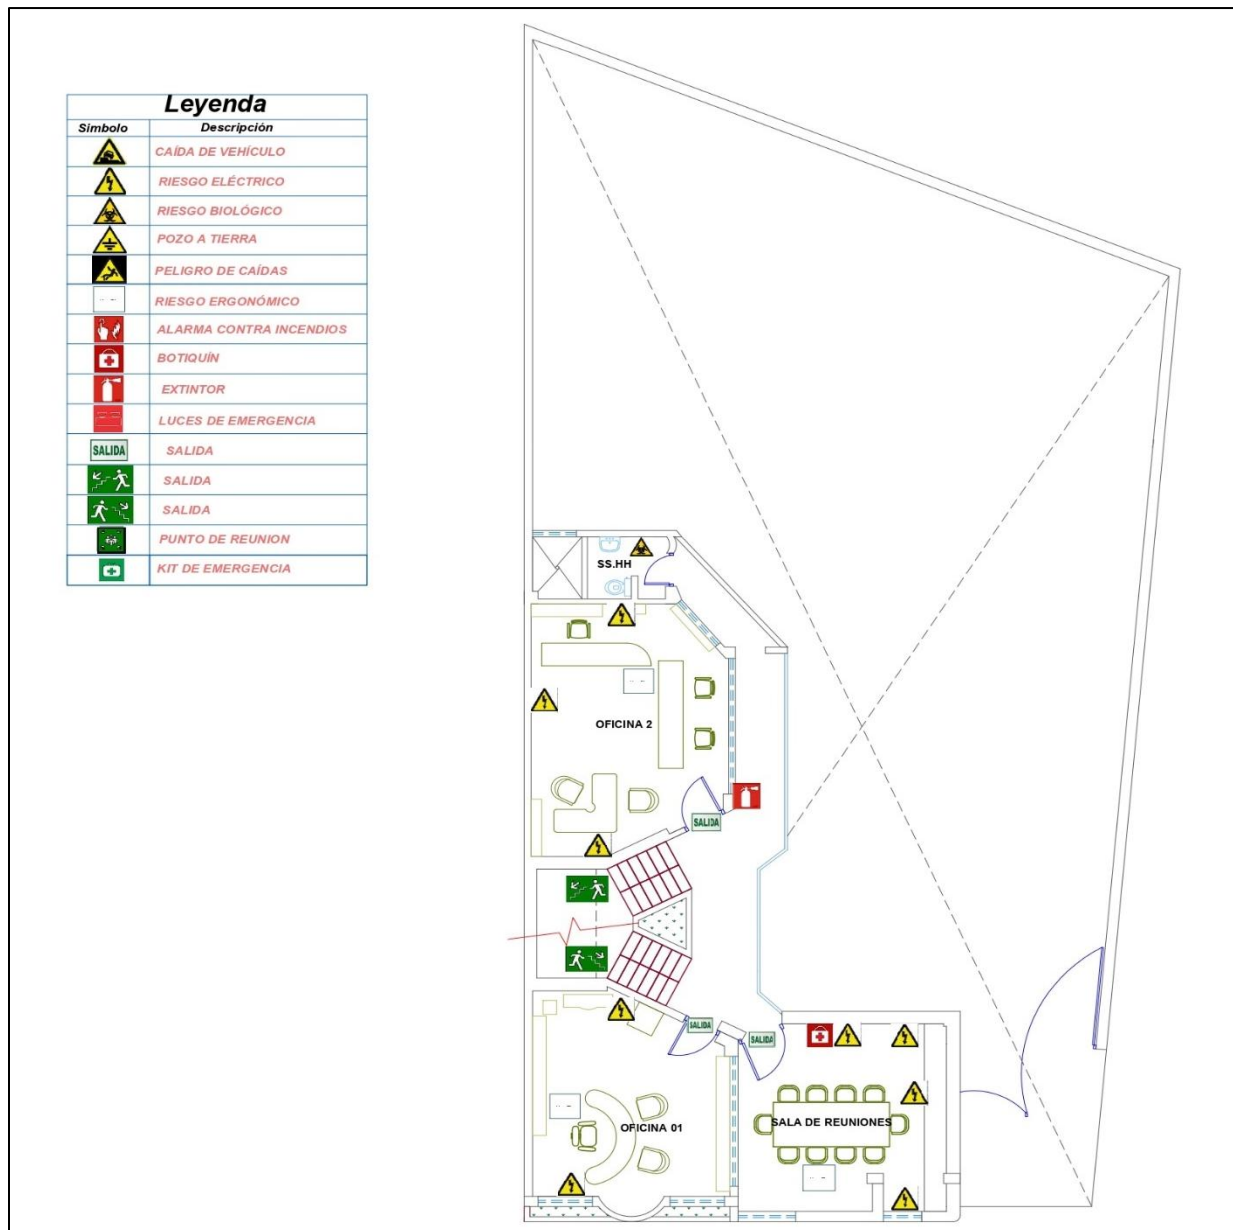 Leyenda
Simbolo Descripción
CAÍDA DE VEHÍCULO
RIESGO ELÉCTRICO
RIESGO BIOLÓGICO
POZO A TIERRA
PELIGRO DE CAÍDAS
RIESGO ERGONÓMICO
ALARMA CONTRA INCENDIOS
BOTIQUÍN
EXTINTOR
LUCES DE EMERGENCIA
SALIDA SALIDA
SALIDA
SALIDA
PUNTO DE REUNION
KIT DE EMERGENCIA
SS.HH
OFICINA 2
SALIDA
SALIDA
SALIDA
OFICINA 01
SALA DE REUNIONES